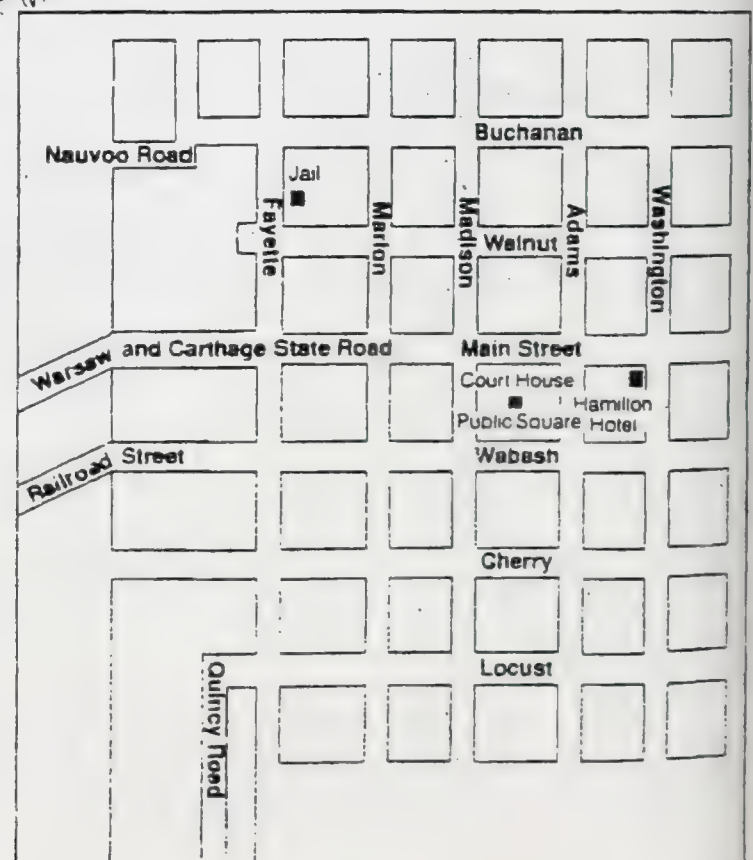 Buchanan
Nauvoo Road
Jail
Fayette
Marion
Madison
Adams
Washington
Walnut
Warsaw and Carthage State Road
Main Street
Court House
Hamilton
Public Square
Hotel
Railroad Street
Wabash
Cherry
Locust
Quincy Road